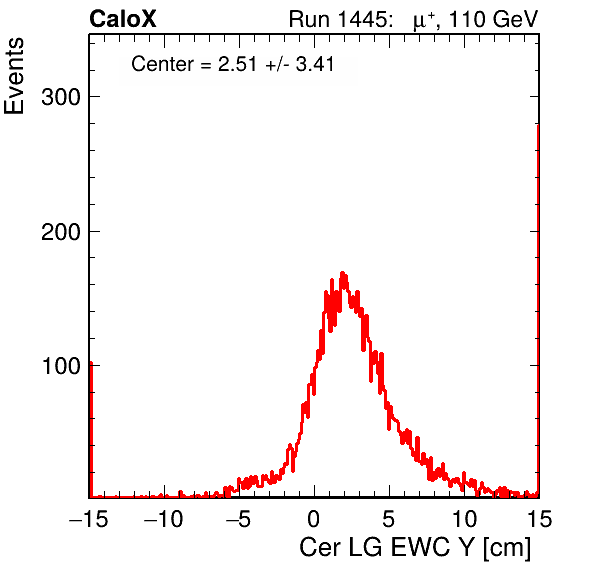 CaloX Run 1445: μ⁺, 110 GeV
Events
Center = 2.51 +/- 3.41
300
200
100
−15 −10 −5 0 5 10 15
Cer LG EWC Y [cm]